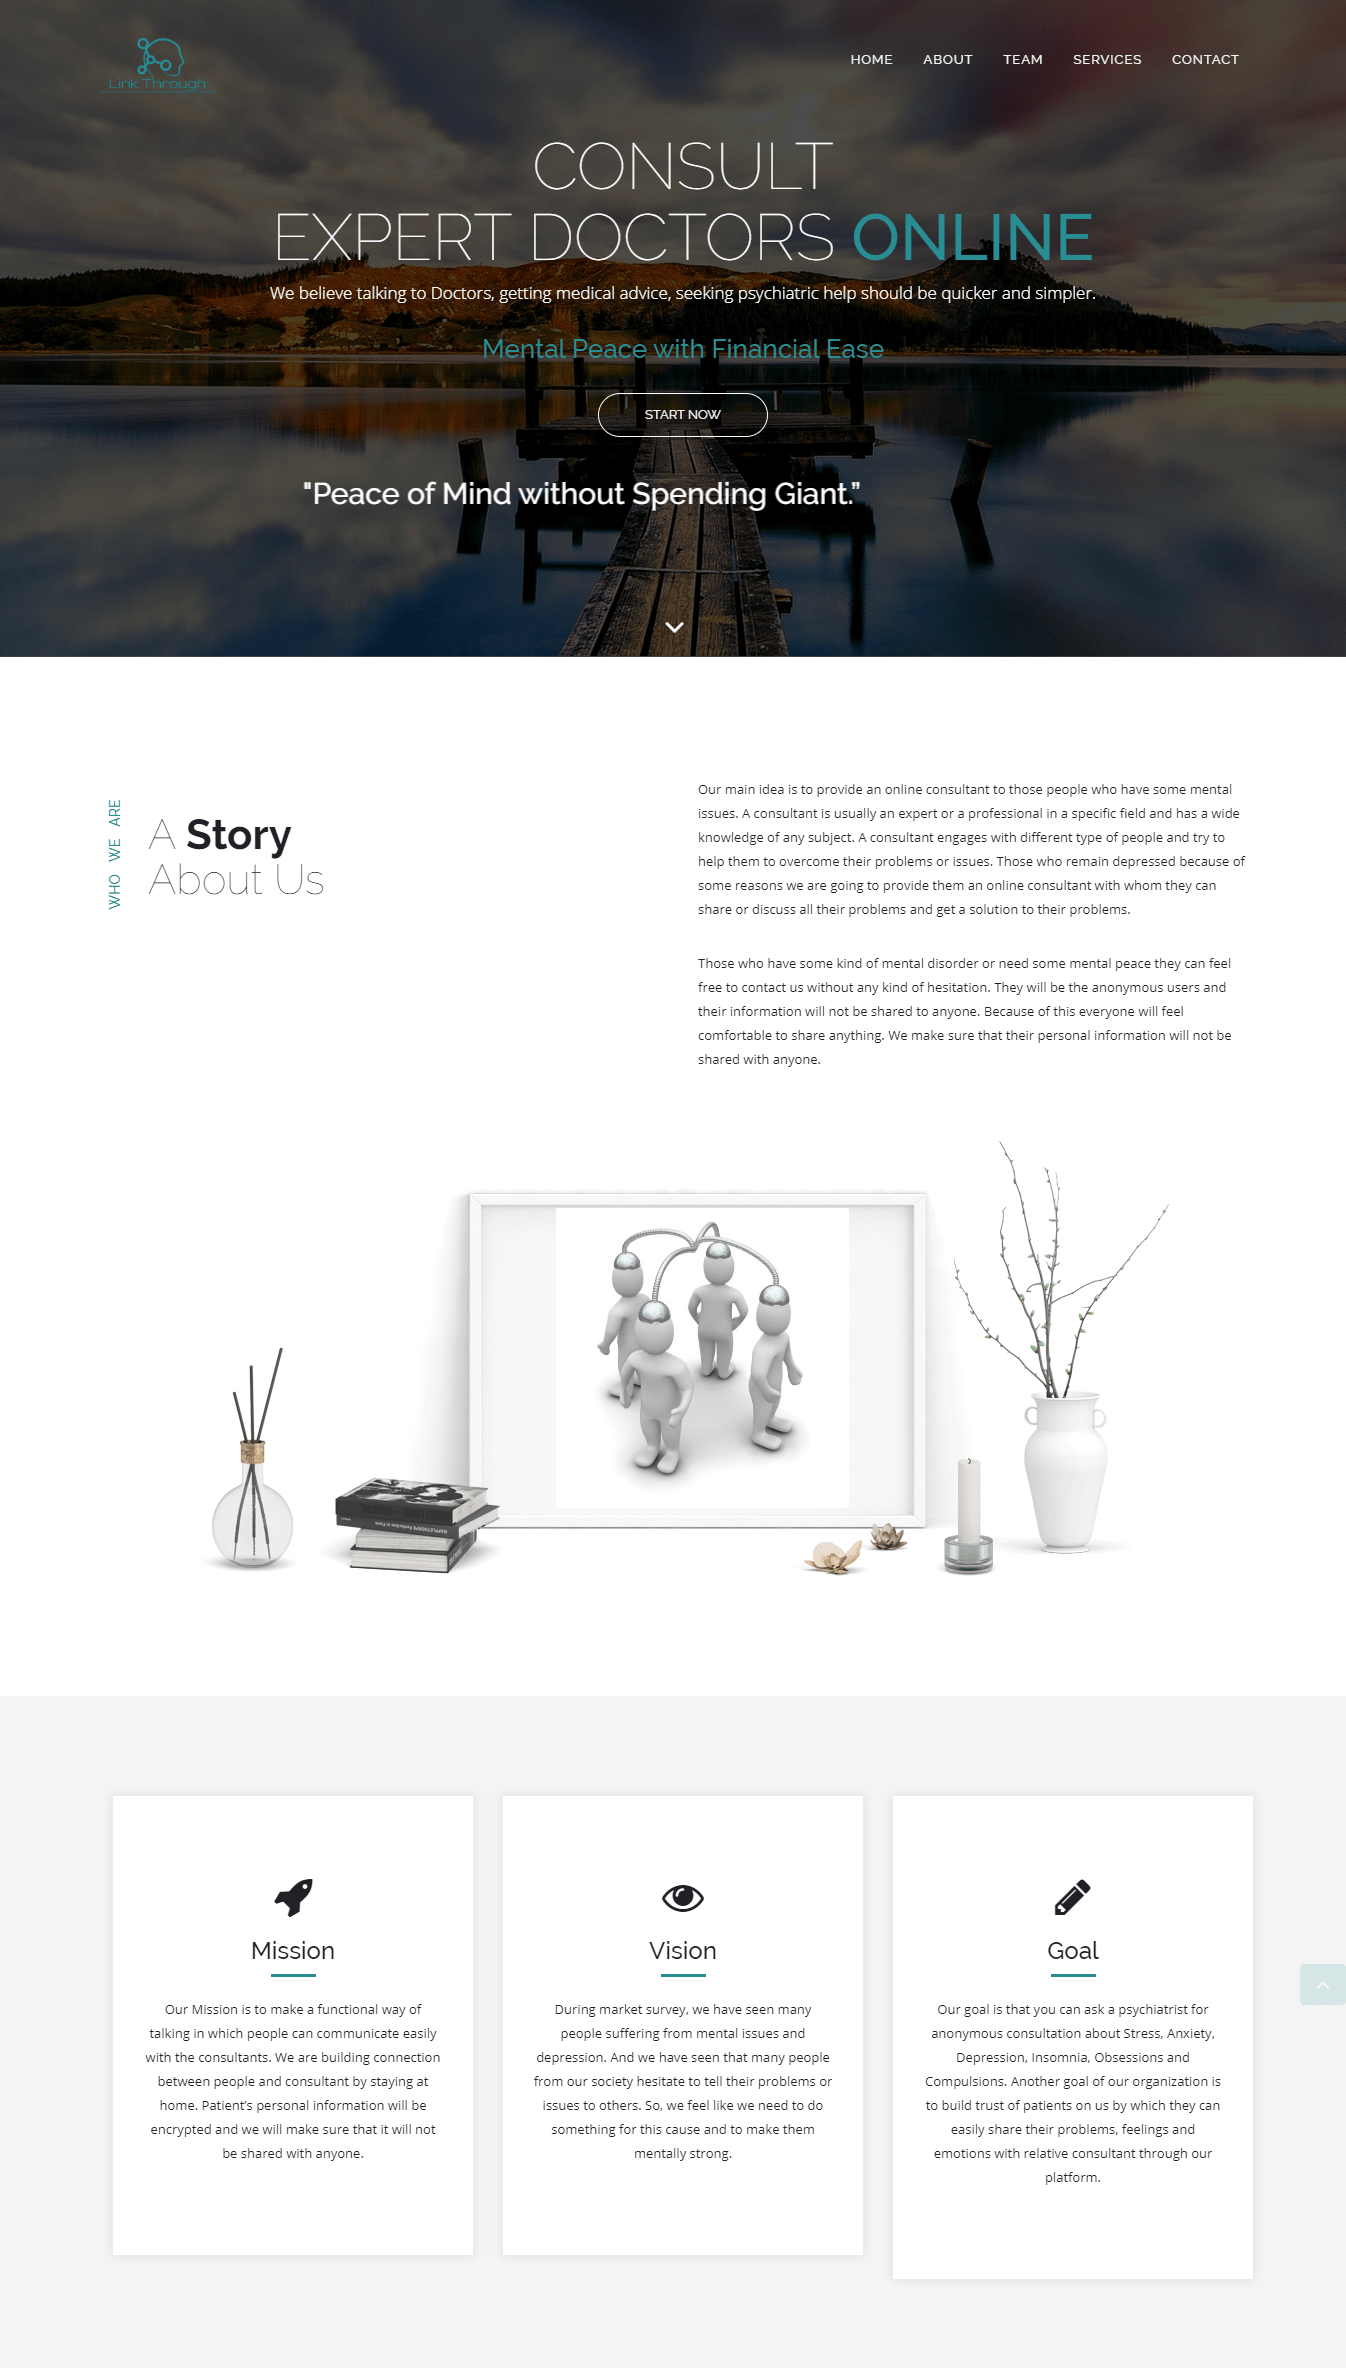 Link Through
HOME ABOUT TEAM SERVICES CONTACT
CONSULT
EXPERT DOCTORS ONLINE
We believe talking to Doctors, getting medical advice, seeking psychiatric help should be quicker and simpler.
Mental Peace with Financial Ease
START NOW
"Peace of Mind without Spending Giant.”
WHO WE ARE
A Story
About Us
Our main idea is to provide an online consultant to those people who have some mental
issues. A consultant is usually an expert or a professional in a specific field and has a wide
knowledge of any subject. A consultant engages with different type of people and try to
help them to overcome their problems or issues. Those who remain depressed because of
some reasons we are going to provide them an online consultant with whom they can
share or discuss all their problems and get a solution to their problems.
Those who have some kind of mental disorder or need some mental peace they can feel
free to contact us without any kind of hesitation. They will be the anonymous users and
their information will not be shared to anyone. Because of this everyone will feel
comfortable to share anything. We make sure that their personal information will not be
shared with anyone.
Mission
Our Mission is to make a functional way of
talking in which people can communicate easily
with the consultants. We are building connection
between people and consultant by staying at
home. Patient’s personal information will be
encrypted and we will make sure that it will not
be shared with anyone.
Vision
During market survey, we have seen many
people suffering from mental issues and
depression. And we have seen that many people
from our society hesitate to tell their problems or
issues to others. So, we feel like we need to do
something for this cause and to make them
mentally strong.
Goal
Our goal is that you can ask a psychiatrist for
anonymous consultation about Stress, Anxiety,
Depression, Insomnia, Obsessions and
Compulsions. Another goal of our organization is
to build trust of patients on us by which they can
easily share their problems, feelings and
emotions with relative consultant through our
platform.